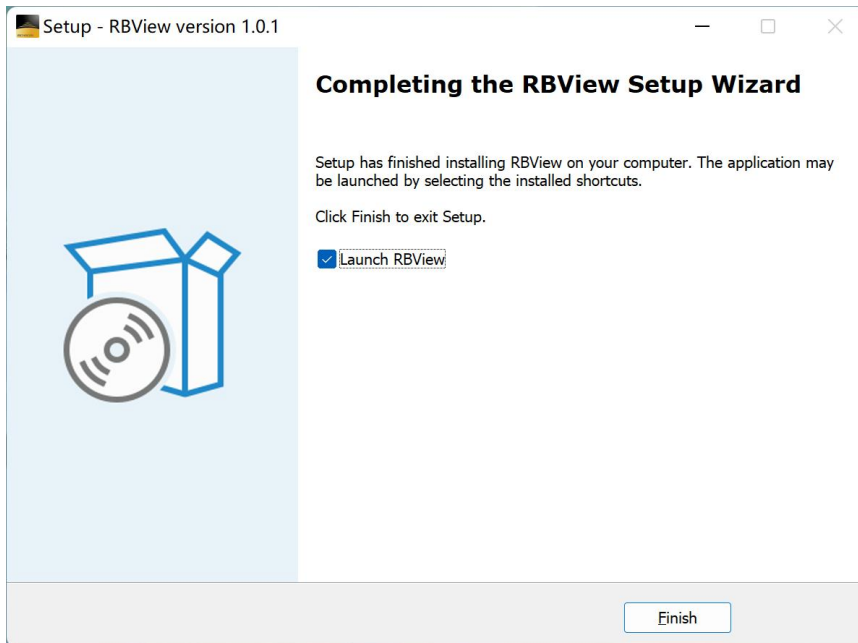 Setup - RBView version 1.0.1
Completing the RBView Setup Wizard
Setup has finished installing RBView on your computer. The application may
be launched by selecting the installed shortcuts.
Click Finish to exit Setup.
Launch RBView
Finish